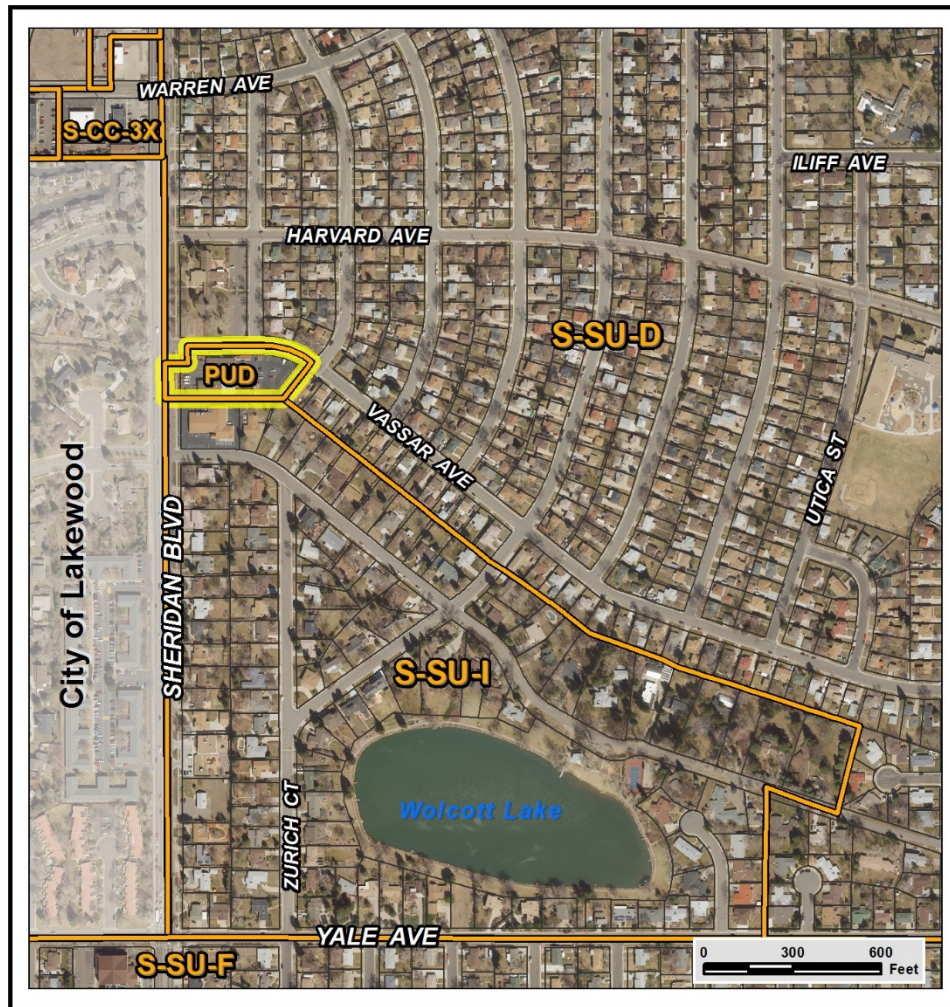 WARREN AVE
S-CC-3X
ILIFF AVE
HARVARD AVE
S-SU-D
PUD
VASSAR AVE
UTICA ST
City of Lakewood
SHERIDAN BLVD
S-SU-I
ZURICH CT
Wolcott Lake
YALE AVE
S-SU-F
0 300 600
Feet